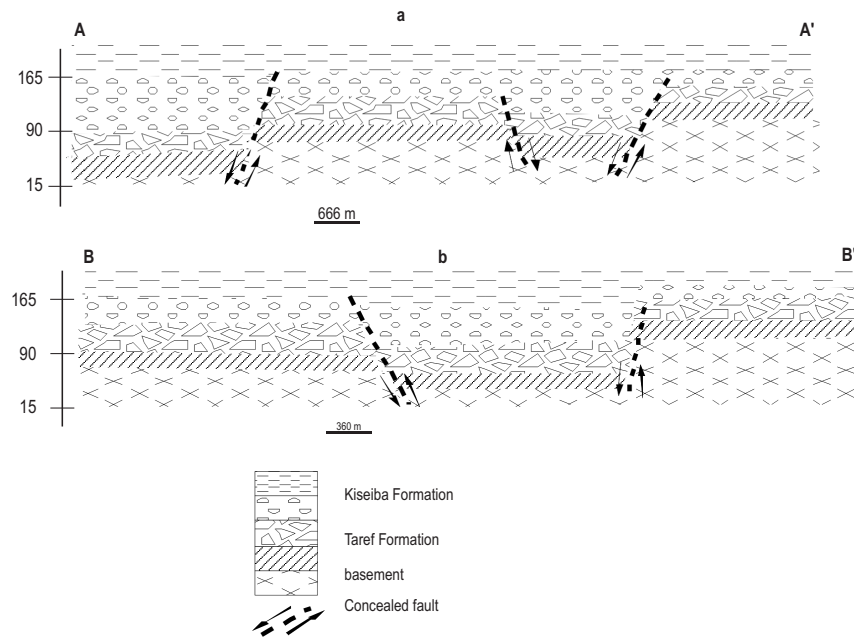 a
A A'
165
90
15
666 m
B b B'
165
90
15
360 m
Kiseiba Formation
Taref Formation
basement
Concealed fault